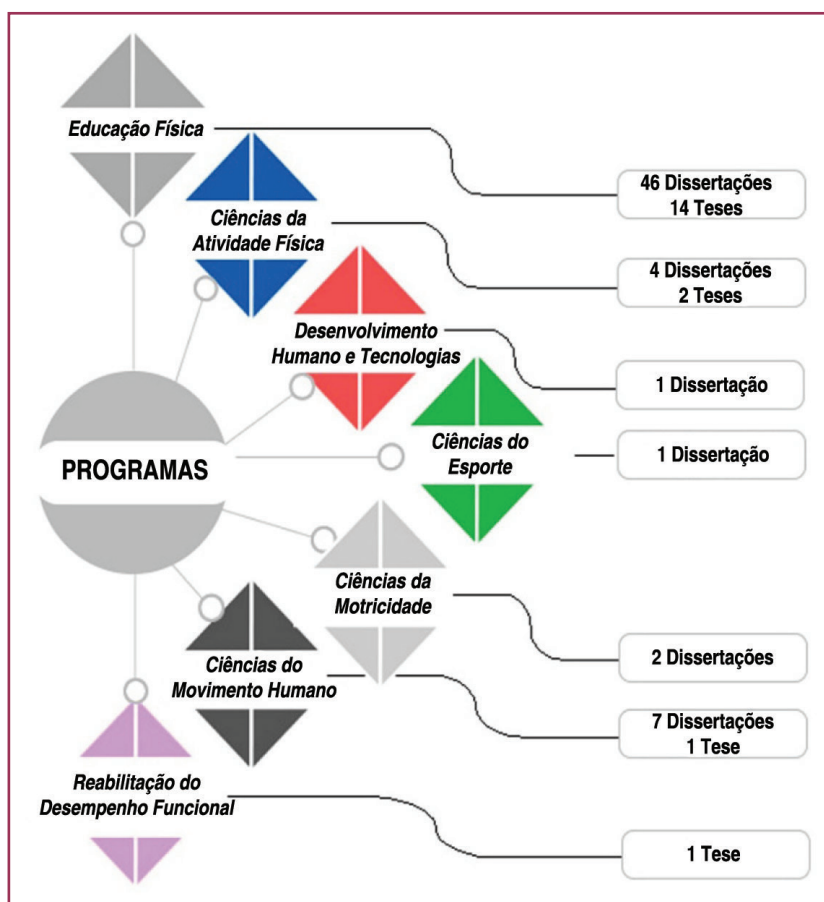 Educação Física
46 Dissertações
14 Teses
Ciências da
Atividade Física
4 Dissertações
2 Teses
Desenvolvimento
Humano e Tecnologias
1 Dissertação
Ciências do
Esporte
1 Dissertação
PROGRAMAS
Ciências da
Motricidade
2 Dissertações
Ciências do
Movimento Humano
7 Dissertações
1 Tese
Reabilitação do
Desempenho Funcional
1 Tese